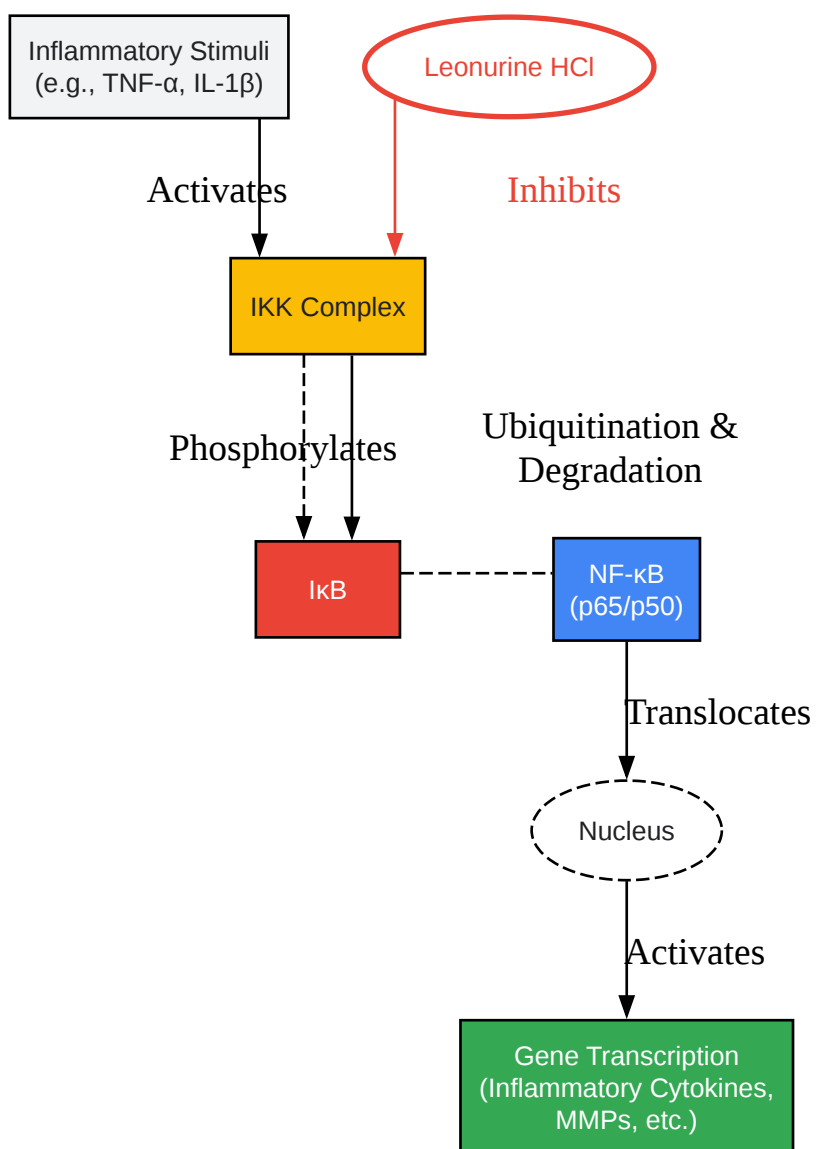 Inflammatory Stimuli
(e.g., TNF-α, IL-1β)
Leonurine HCl
Activates
Inhibits
IKK Complex
Phosphorylates
Ubiquitination &
Degradation
IκB
NF-κB
(p65/p50)
Translocates
Nucleus
Activates
Gene Transcription
(Inflammatory Cytokines,
MMPs, etc.)